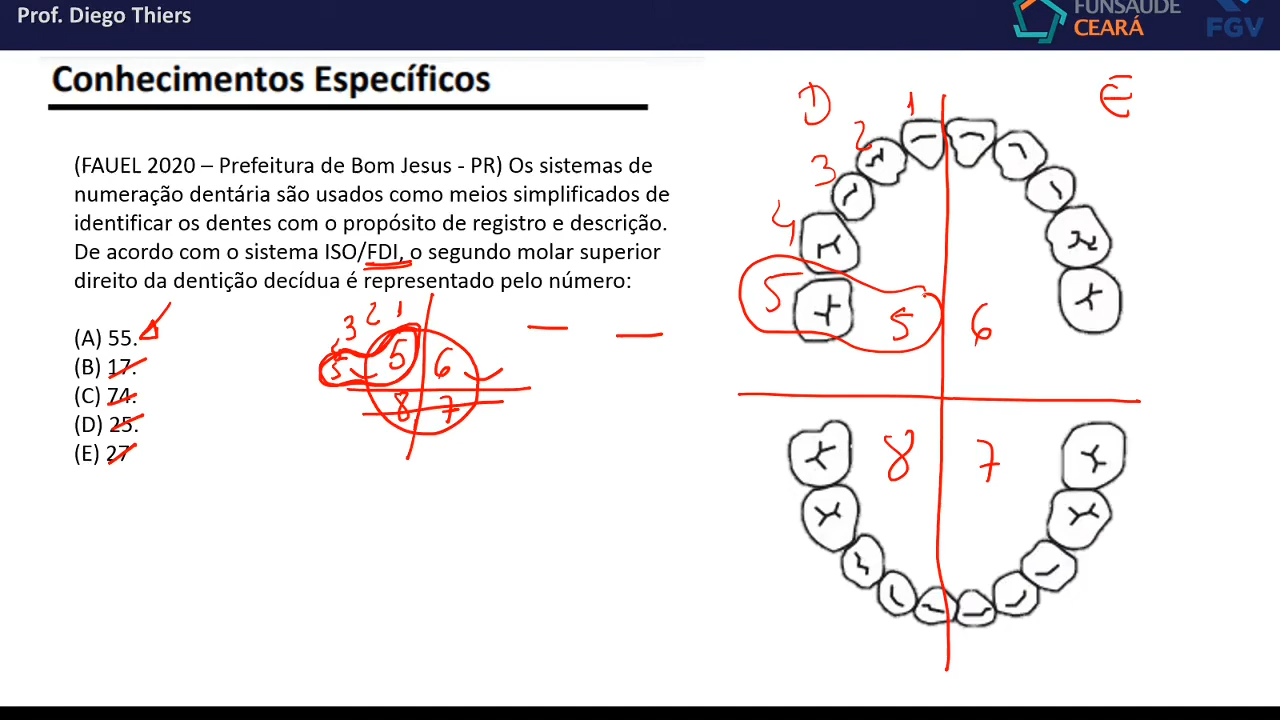 Prof. Diego Thiers
FUNSAÚDE
CEARÁ
FGV
Conhecimentos Específicos
(FAUEL 2020 – Prefeitura de Bom Jesus - PR) Os sistemas de
numeração dentária são usados como meios simplificados de
identificar os dentes com o propósito de registro e descrição.
De acordo com o sistema ISO/FDI, o segundo molar superior
direito da dentição decídua é representado pelo número:
(A) 55.
(B) 17.
(C) 74.
(D) 25.
(E) 27
3 2 1
5 5 6
8 7
D E
1
2
3
4
5 5 6
8 7